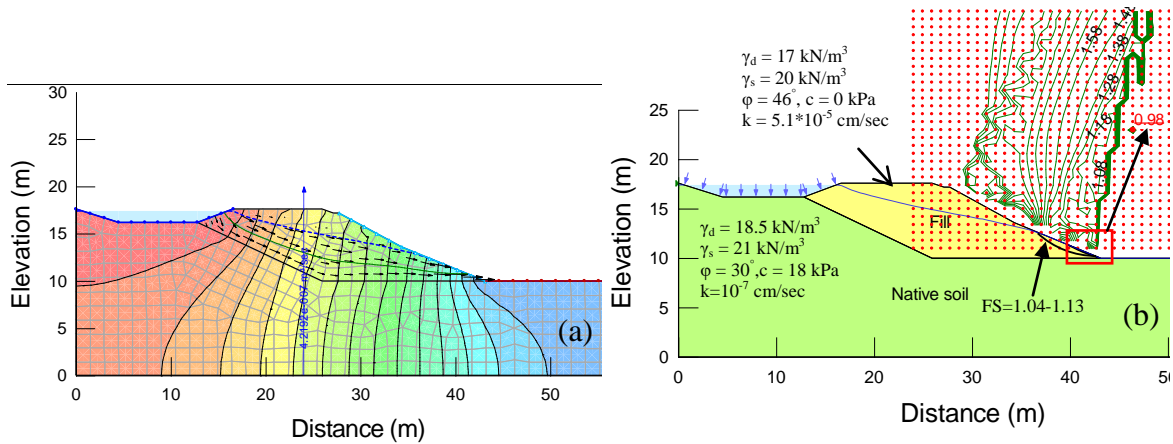 30
25
20
15
10
5
0
Elevation (m)
0
10
20
30
40
50
Distance (m)
(a)
γd = 17 kN/m³
γs = 20 kN/m³
φ = 46°, c = 0 kPa
k = 5.1*10⁻⁵ cm/sec
1.58
1.38
1.28
1.08
0.98
25
20
15
10
5
0
Elevation (m)
Fill
γd = 18.5 kN/m³
γs = 21 kN/m³
φ = 30°,c = 18 kPa
k=10⁻⁷ cm/sec
Native soil
FS=1.04-1.13
(b)
0
10
20
30
40
Distance (m)